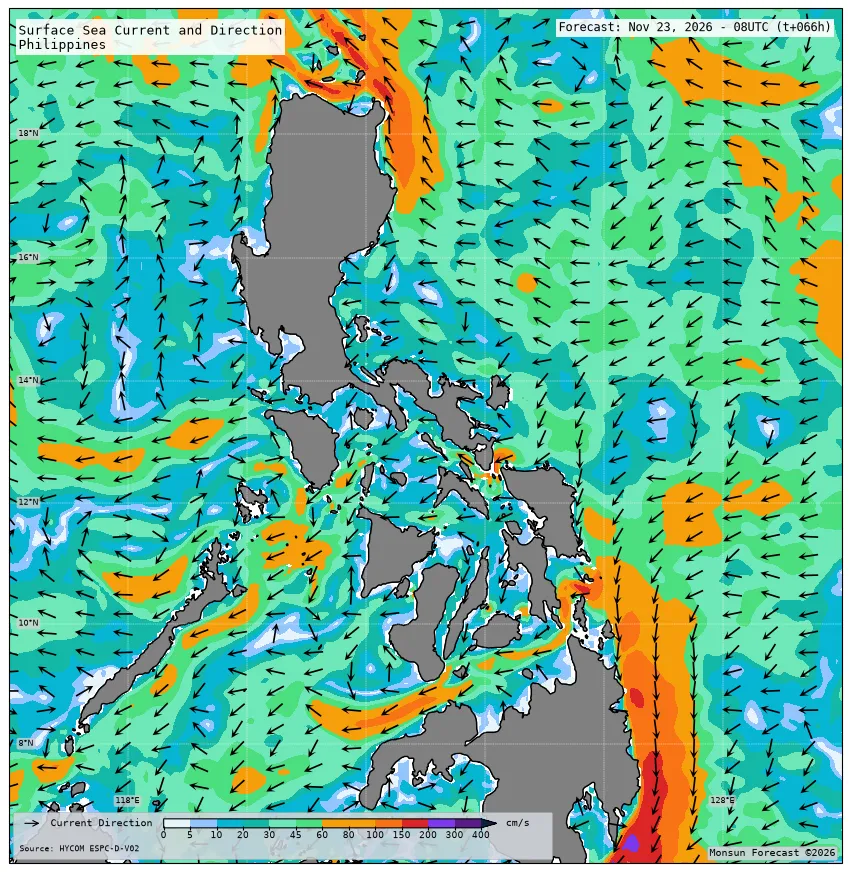 Surface Sea Current and Direction
Philippines
Forecast: Nov 23, 2026 - 08UTC (t+066h)
18°N
16°N
14°N
12°N
10°N
8°N
118°E
128°E
Current Direction
cm/s
0 5 10 20 30 45 60 80 100 150 200 300 400
Source: HYCOM ESPC-D-V02
Monsun Forecast ©2026